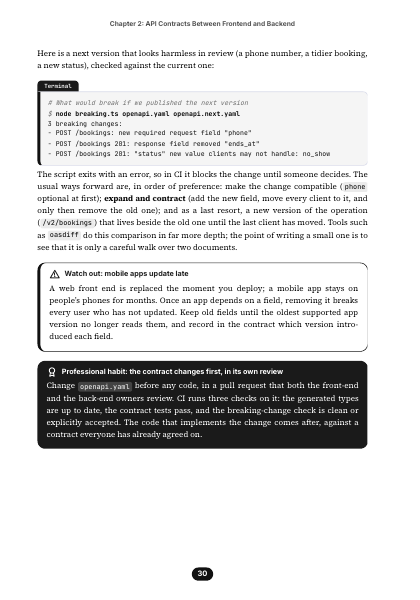 Chapter 2: API Contracts Between Frontend and Backend
Here is a next version that looks harmless in review (a phone number, a tidier booking,
a new status), checked against the current one:
Terminal
# What would break if we published the next version
$ node breaking.ts openapi.yaml openapi.next.yaml
3 breaking changes:
- POST /bookings: new required request field "phone"
- POST /bookings 201: response field removed "ends_at"
- POST /bookings 201: "status" new value clients may not handle: no_show
The script exits with an error, so in CI it blocks the change until someone decides. The
usual ways forward are, in order of preference: make the change compatible ( phone
optional at first); expand and contract (add the new field, move every client to it, and
only then remove the old one); and as a last resort, a new version of the operation
( /v2/bookings ) that lives beside the old one until the last client has moved. Tools such
as oasdiff do this comparison in far more depth; the point of writing a small one is to
see that it is only a careful walk over two documents.
Watch out: mobile apps update late
A web front end is replaced the moment you deploy; a mobile app stays on
people's phones for months. Once an app depends on a field, removing it breaks
every user who has not updated. Keep old fields until the oldest supported app
version no longer reads them, and record in the contract which version intro-
duced each field.
Professional habit: the contract changes first, in its own review
Change openapi.yaml before any code, in a pull request that both the front-end
and the back-end owners review. CI runs three checks on it: the generated types
are up to date, the contract tests pass, and the breaking-change check is clean or
explicitly accepted. The code that implements the change comes after, against a
contract everyone has already agreed on.
30